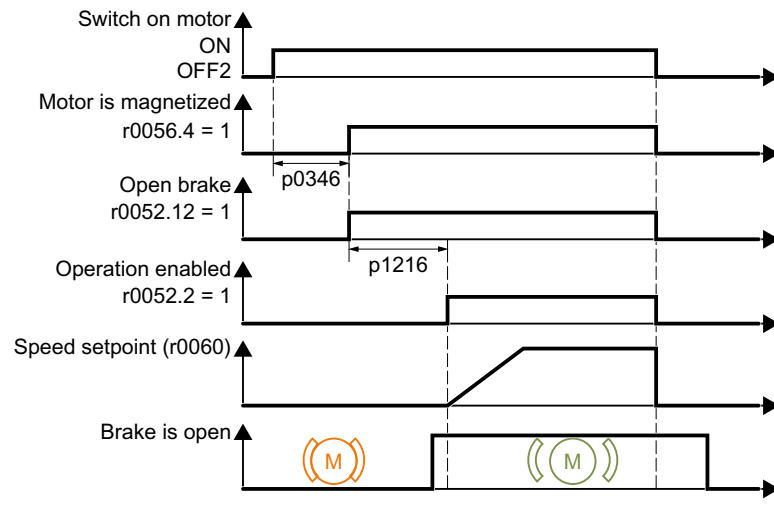 Switch on motor
ON
OFF2
Motor is magnetized
r0056.4 = 1
p0346
Open brake
r0052.12 = 1
p1216
Operation enabled
r0052.2 = 1
Speed setpoint (r0060)
Brake is open
M
M